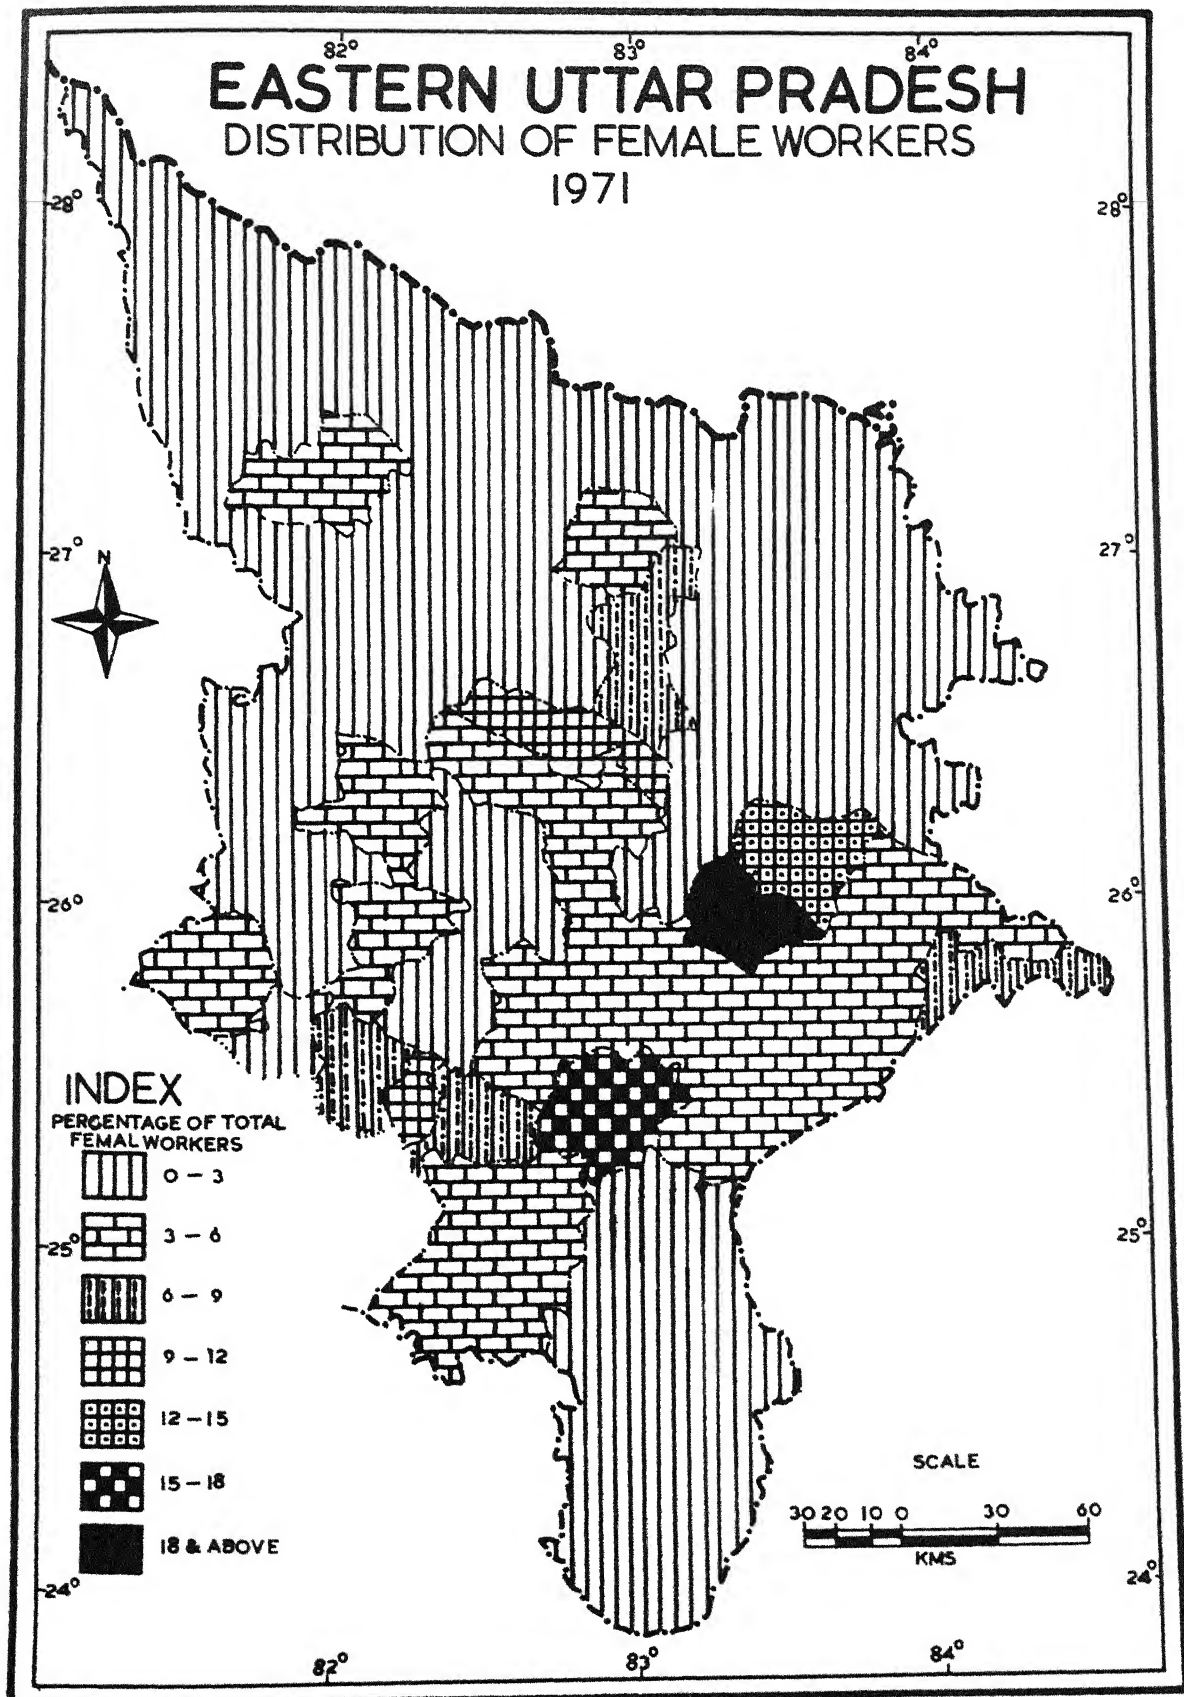 82° 83° 84°
EASTERN UTTAR PRADESH
DISTRIBUTION OF FEMALE WORKERS
1971
28° 28°
27° 27°
N
26° 26°
INDEX
PERCENTAGE OF TOTAL
FEMAL WORKERS
0 – 3
3 – 6
6 – 9
9 – 12
12 – 15
15 – 18
18 & ABOVE
25° 25°
SCALE
30 20 10 0 30 60
KMS
24° 24°
82° 83° 84°